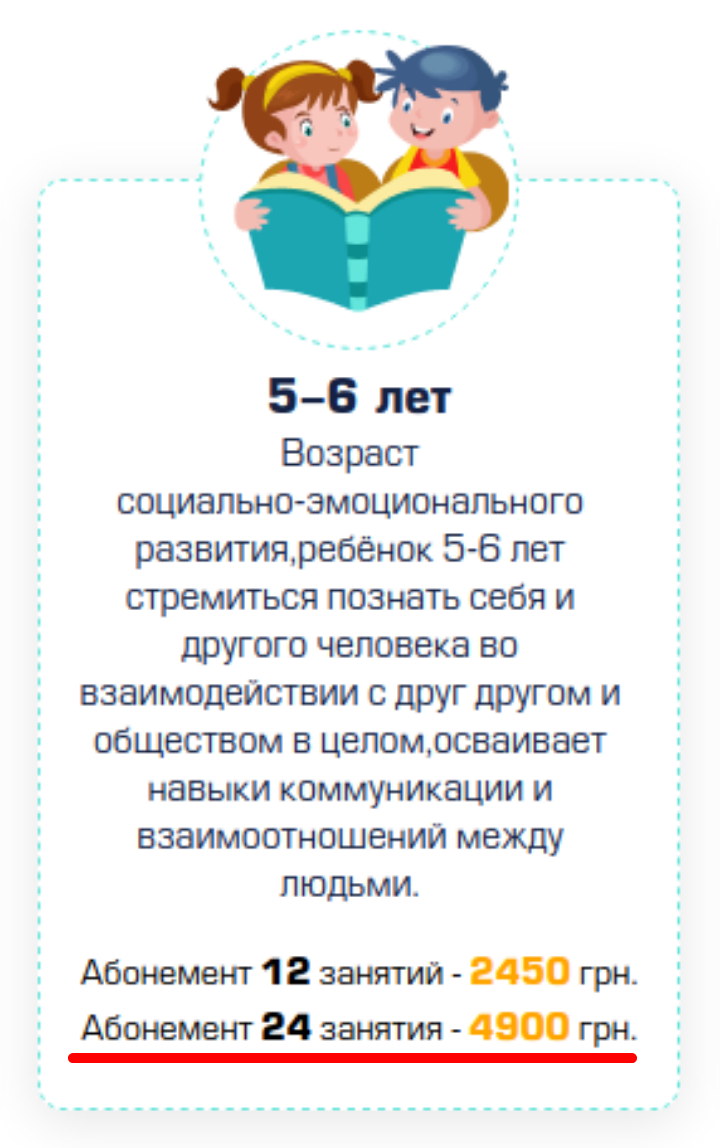 5–6 лет
Возраст
социально-эмоционального
развития,ребёнок 5-6 лет
стремиться познать себя и
другого человека во
взаимодействии с друг другом и
обществом в целом,осваивает
навыки коммуникации и
взаимоотношений между
людьми.
Абонемент 12 занятий - 2450 грн.
Абонемент 24 занятия - 4900 грн.